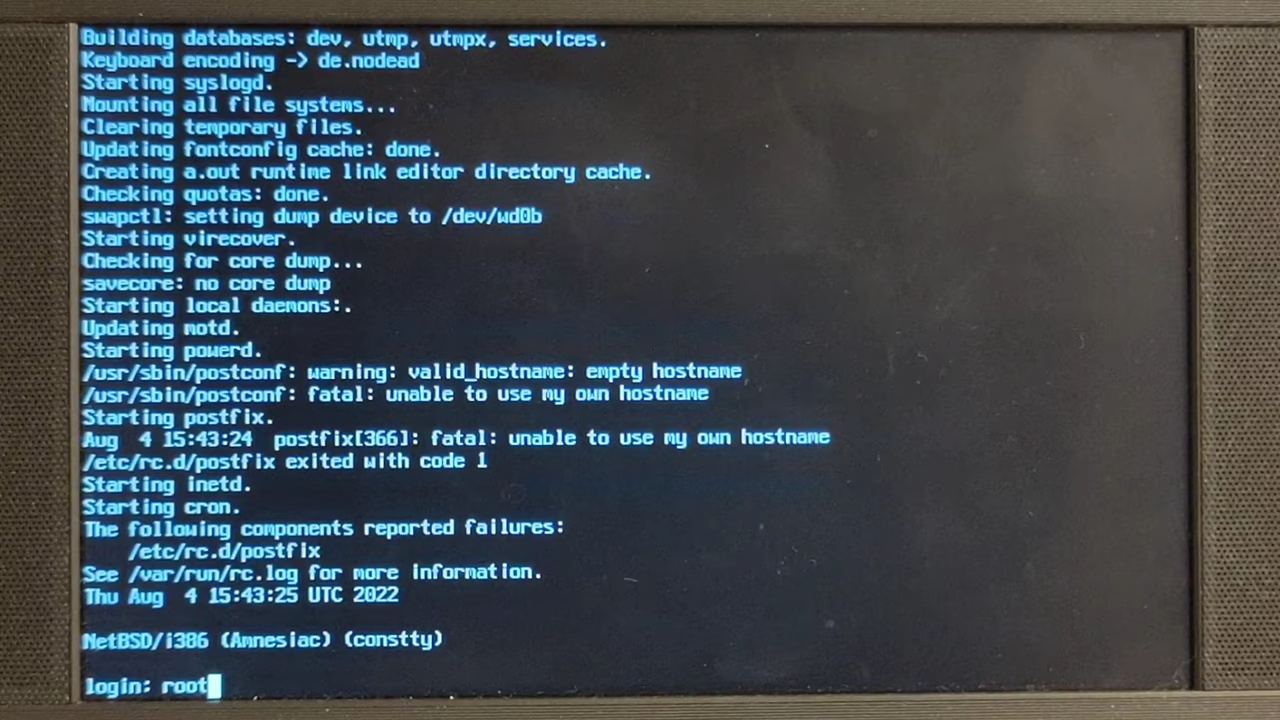 Building databases: dev, utmp, utmpx, services.
Keyboard encoding -> de.nodead
Starting syslogd.
Mounting all file systems...
Clearing temporary files.
Updating fontconfig cache: done.
Creating a.out runtime link editor directory cache.
Checking quotas: done.
swapctl: setting dump device to /dev/wd0b
Starting virecover.
Checking for core dump...
savecore: no core dump
Starting local daemons:.
Updating motd.
Starting powerd.
/usr/sbin/postconf: warning: valid_hostname: empty hostname
/usr/sbin/postconf: fatal: unable to use my own hostname
Starting postfix.
Aug  4 15:43:24  postfix[366]: fatal: unable to use my own hostname
/etc/rc.d/postfix exited with code 1
Starting inetd.
Starting cron.
The following components reported failures:
    /etc/rc.d/postfix
See /var/run/rc.log for more information.
Thu Aug  4 15:43:25 UTC 2022
NetBSD/i386 (Amnesiac) (constty)
login: root